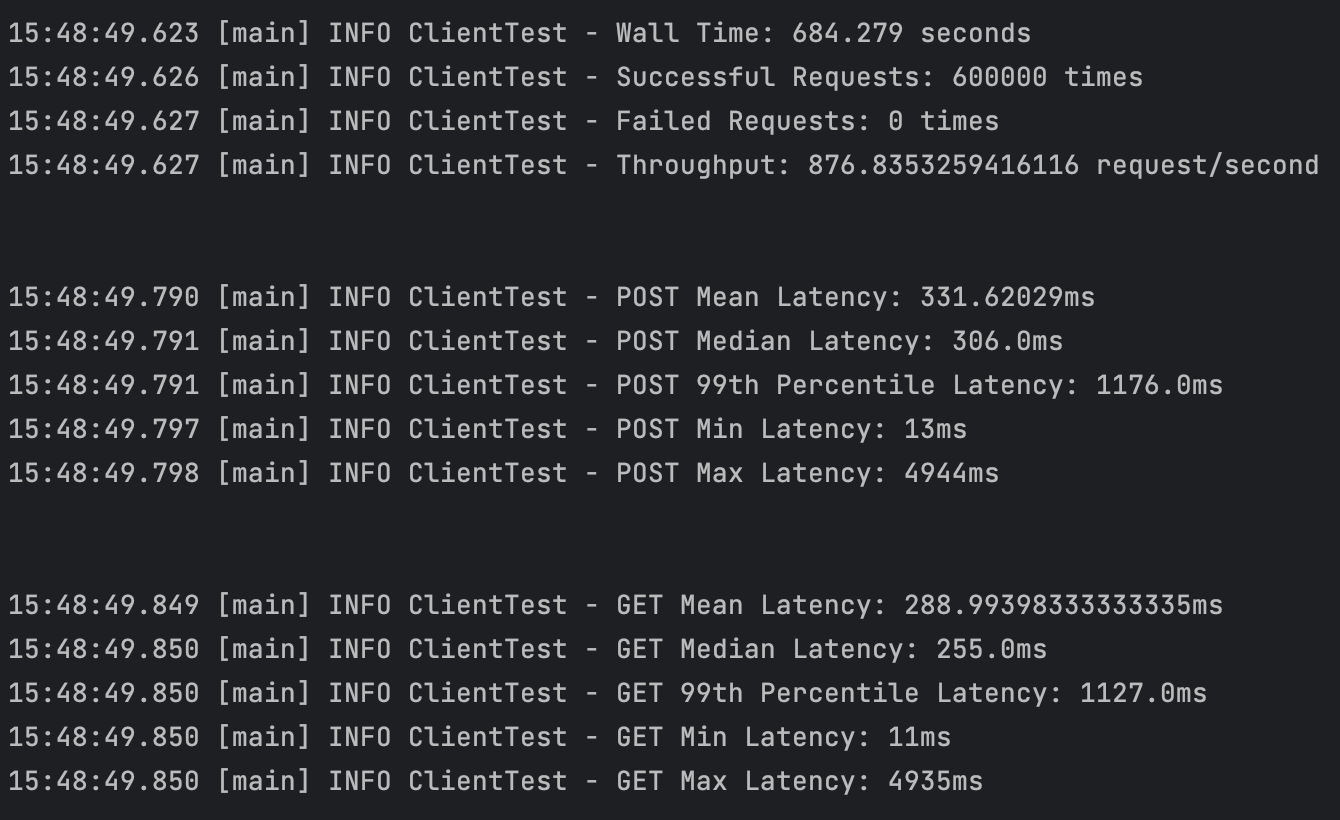 15:48:49.623 [main] INFO ClientTest - Wall Time: 684.279 seconds
15:48:49.626 [main] INFO ClientTest - Successful Requests: 600000 times
15:48:49.627 [main] INFO ClientTest - Failed Requests: 0 times
15:48:49.627 [main] INFO ClientTest - Throughput: 876.8353259416116 request/second
15:48:49.790 [main] INFO ClientTest - POST Mean Latency: 331.62029ms
15:48:49.791 [main] INFO ClientTest - POST Median Latency: 306.0ms
15:48:49.791 [main] INFO ClientTest - POST 99th Percentile Latency: 1176.0ms
15:48:49.797 [main] INFO ClientTest - POST Min Latency: 13ms
15:48:49.798 [main] INFO ClientTest - POST Max Latency: 4944ms
15:48:49.849 [main] INFO ClientTest - GET Mean Latency: 288.99398333333335ms
15:48:49.850 [main] INFO ClientTest - GET Median Latency: 255.0ms
15:48:49.850 [main] INFO ClientTest - GET 99th Percentile Latency: 1127.0ms
15:48:49.850 [main] INFO ClientTest - GET Min Latency: 11ms
15:48:49.850 [main] INFO ClientTest - GET Max Latency: 4935ms